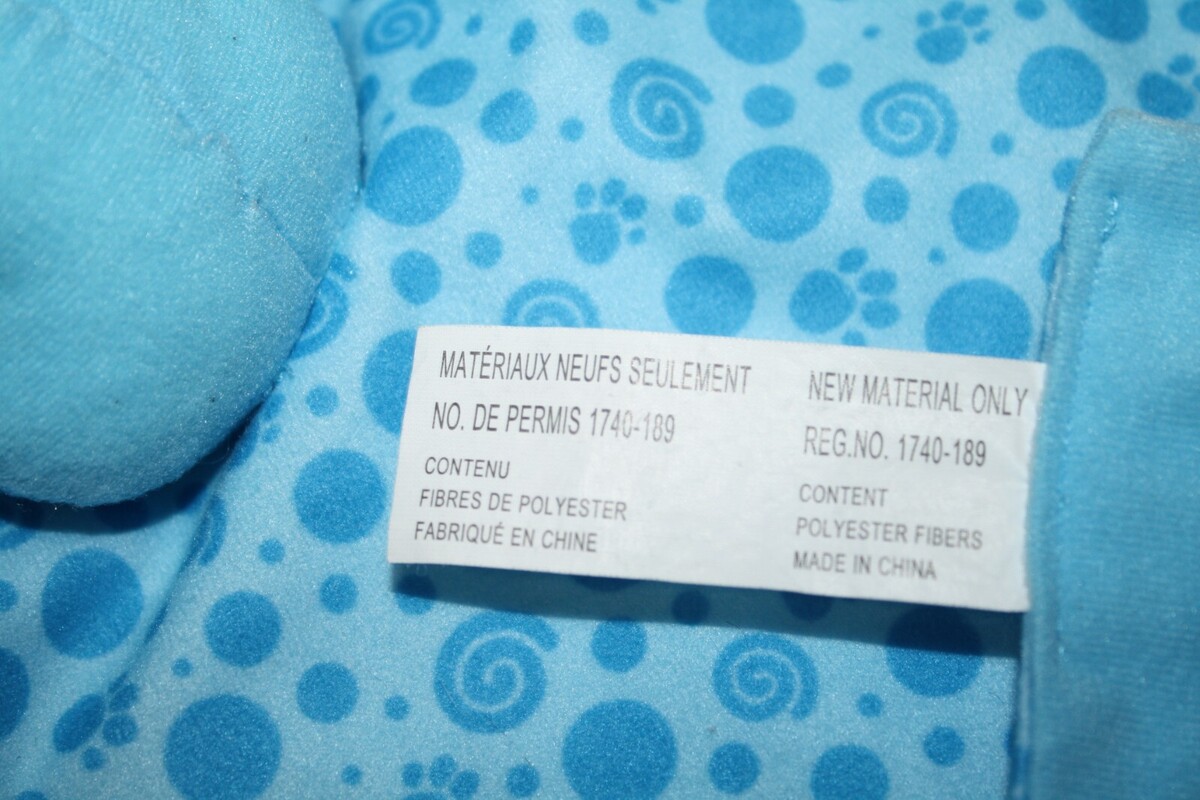 MATÉRIAUX NEUFS SEULEMENT
NO. DE PERMIS 1740-189
CONTENU
FIBRES DE POLYESTER
FABRIQUÉ EN CHINE
NEW MATERIAL ONLY
REG.NO. 1740-189
CONTENT
POLYESTER FIBERS
MADE IN CHINA